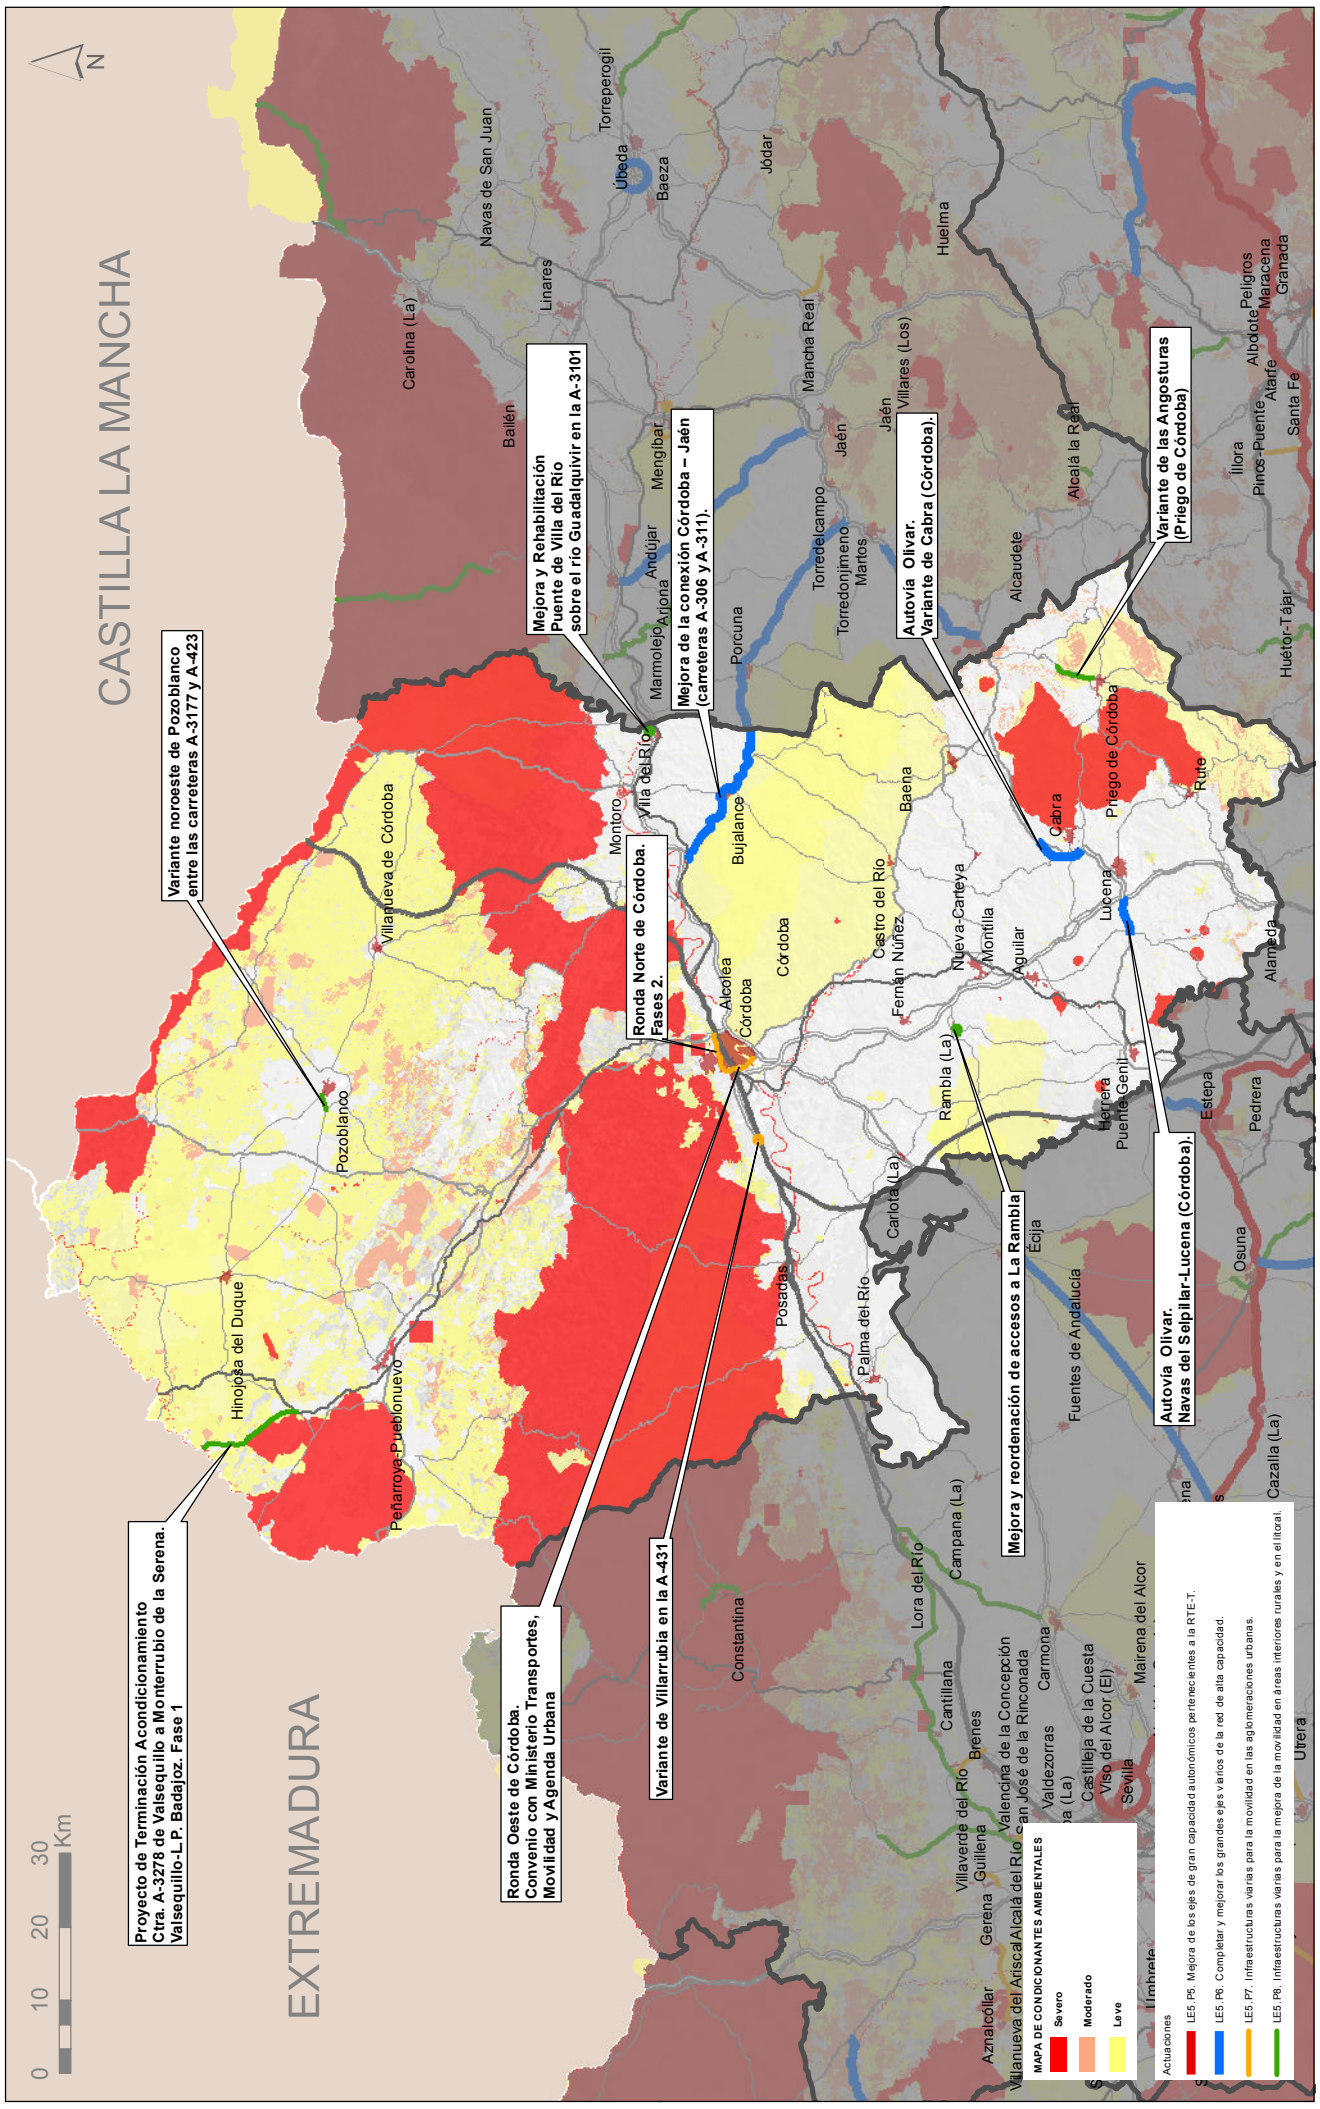 CASTILLA LA MANCHA
EXTREMADURA
N
0 10 20 30
Km
Proyecto de Terminación Acondicionamiento
Ctra. A-3278 de Valsequillo a Monterrubio de la Serena.
Valsequillo-L.P. Badajoz. Fase 1
Variante noroeste de Pozoblanco
entre las carreteras A-3177 y A-423
Mejora y Rehabilitación
Puente de Villa del Río
sobre el río Guadalquivir en la A-3101
Mejora de la conexión Córdoba – Jaén
(carreteras A-306 y A-311).
Ronda Norte de Córdoba.
Fases 2.
Ronda Oeste de Córdoba.
Convenio con Ministerio Transportes,
Movilidad y Agenda Urbana
Variante de Villarrubia en la A-431
Autovía Olivar.
Variante de Cabra (Córdoba).
Variante de las Angosturas
(Priego de Córdoba)
Mejora y reordenación de accesos a La Rambla
Autovía Olivar.
Navas del Selpillar-Lucena (Córdoba).
Hinojosa del Duque
Pozoblanco
Villanueva de Córdoba
Peñarroya-Pueblonuevo
Montoro
Villa del Río
Bujalance
Alcolea
Córdoba
Córdoba
Posadas
Palma del Río
Carlota (La)
Castro del Río
Fernán Núñez
Baena
Nueva-Carteya
Montilla
Aguilar
Rambla (La)
Cabra
Priego de Córdoba
Rute
Lucena
Herrera
Puente-Genil
Alameda
Estepa
Pedrera
Osuna
Écija
Fuentes de Andalucía
Cazalla (La)
Campana (La)
Lora del Río
Constantina
Cantillana
Carmona
Mairena del Alcor
Viso del Alcor (El)
Castilleja de la Cuesta
Sevilla
Valdezorras
San José de la Rinconada
Valencina de la Concepción
Brenes
Villaverde del Río
Guillena
Gerena
Alcalá del Río
Villanueva del Ariscal
Aznalcóllar
Umbrete
Utrera
Carolina (La)
Navas de San Juan
Torreperogil
Úbeda
Baeza
Linares
Bailén
Jódar
Huelma
Mancha Real
Mengíbar
Andújar
Arjona
Marmolejo
Porcuna
Torredelcampo
Torredonjimeno
Martos
Jaén
Jaén
Villares (Los)
Alcaudete
Alcalá la Real
Íllora
Pinos-Puente
Atarfe
Albolote
Peligros
Maracena
Granada
Santa Fe
Huétor-Tájar
ena
ba (La)
MAPA DE CONDICIONANTES AMBIENTALES
Severo
Moderado
Leve
Actuaciones
LE5.P5. Mejora de los ejes de gran capacidad autonómicos pertenecientes a la RTE-T.
LE5.P6. Completar y mejorar los grandes ejes viarios de la red de alta capacidad.
LE5.P7. Infraestructuras viarias para la movilidad en las aglomeraciones urbanas.
LE5.P8. Infraestructuras viarias para la mejora de la movilidad en áreas interiores rurales y en el litoral.